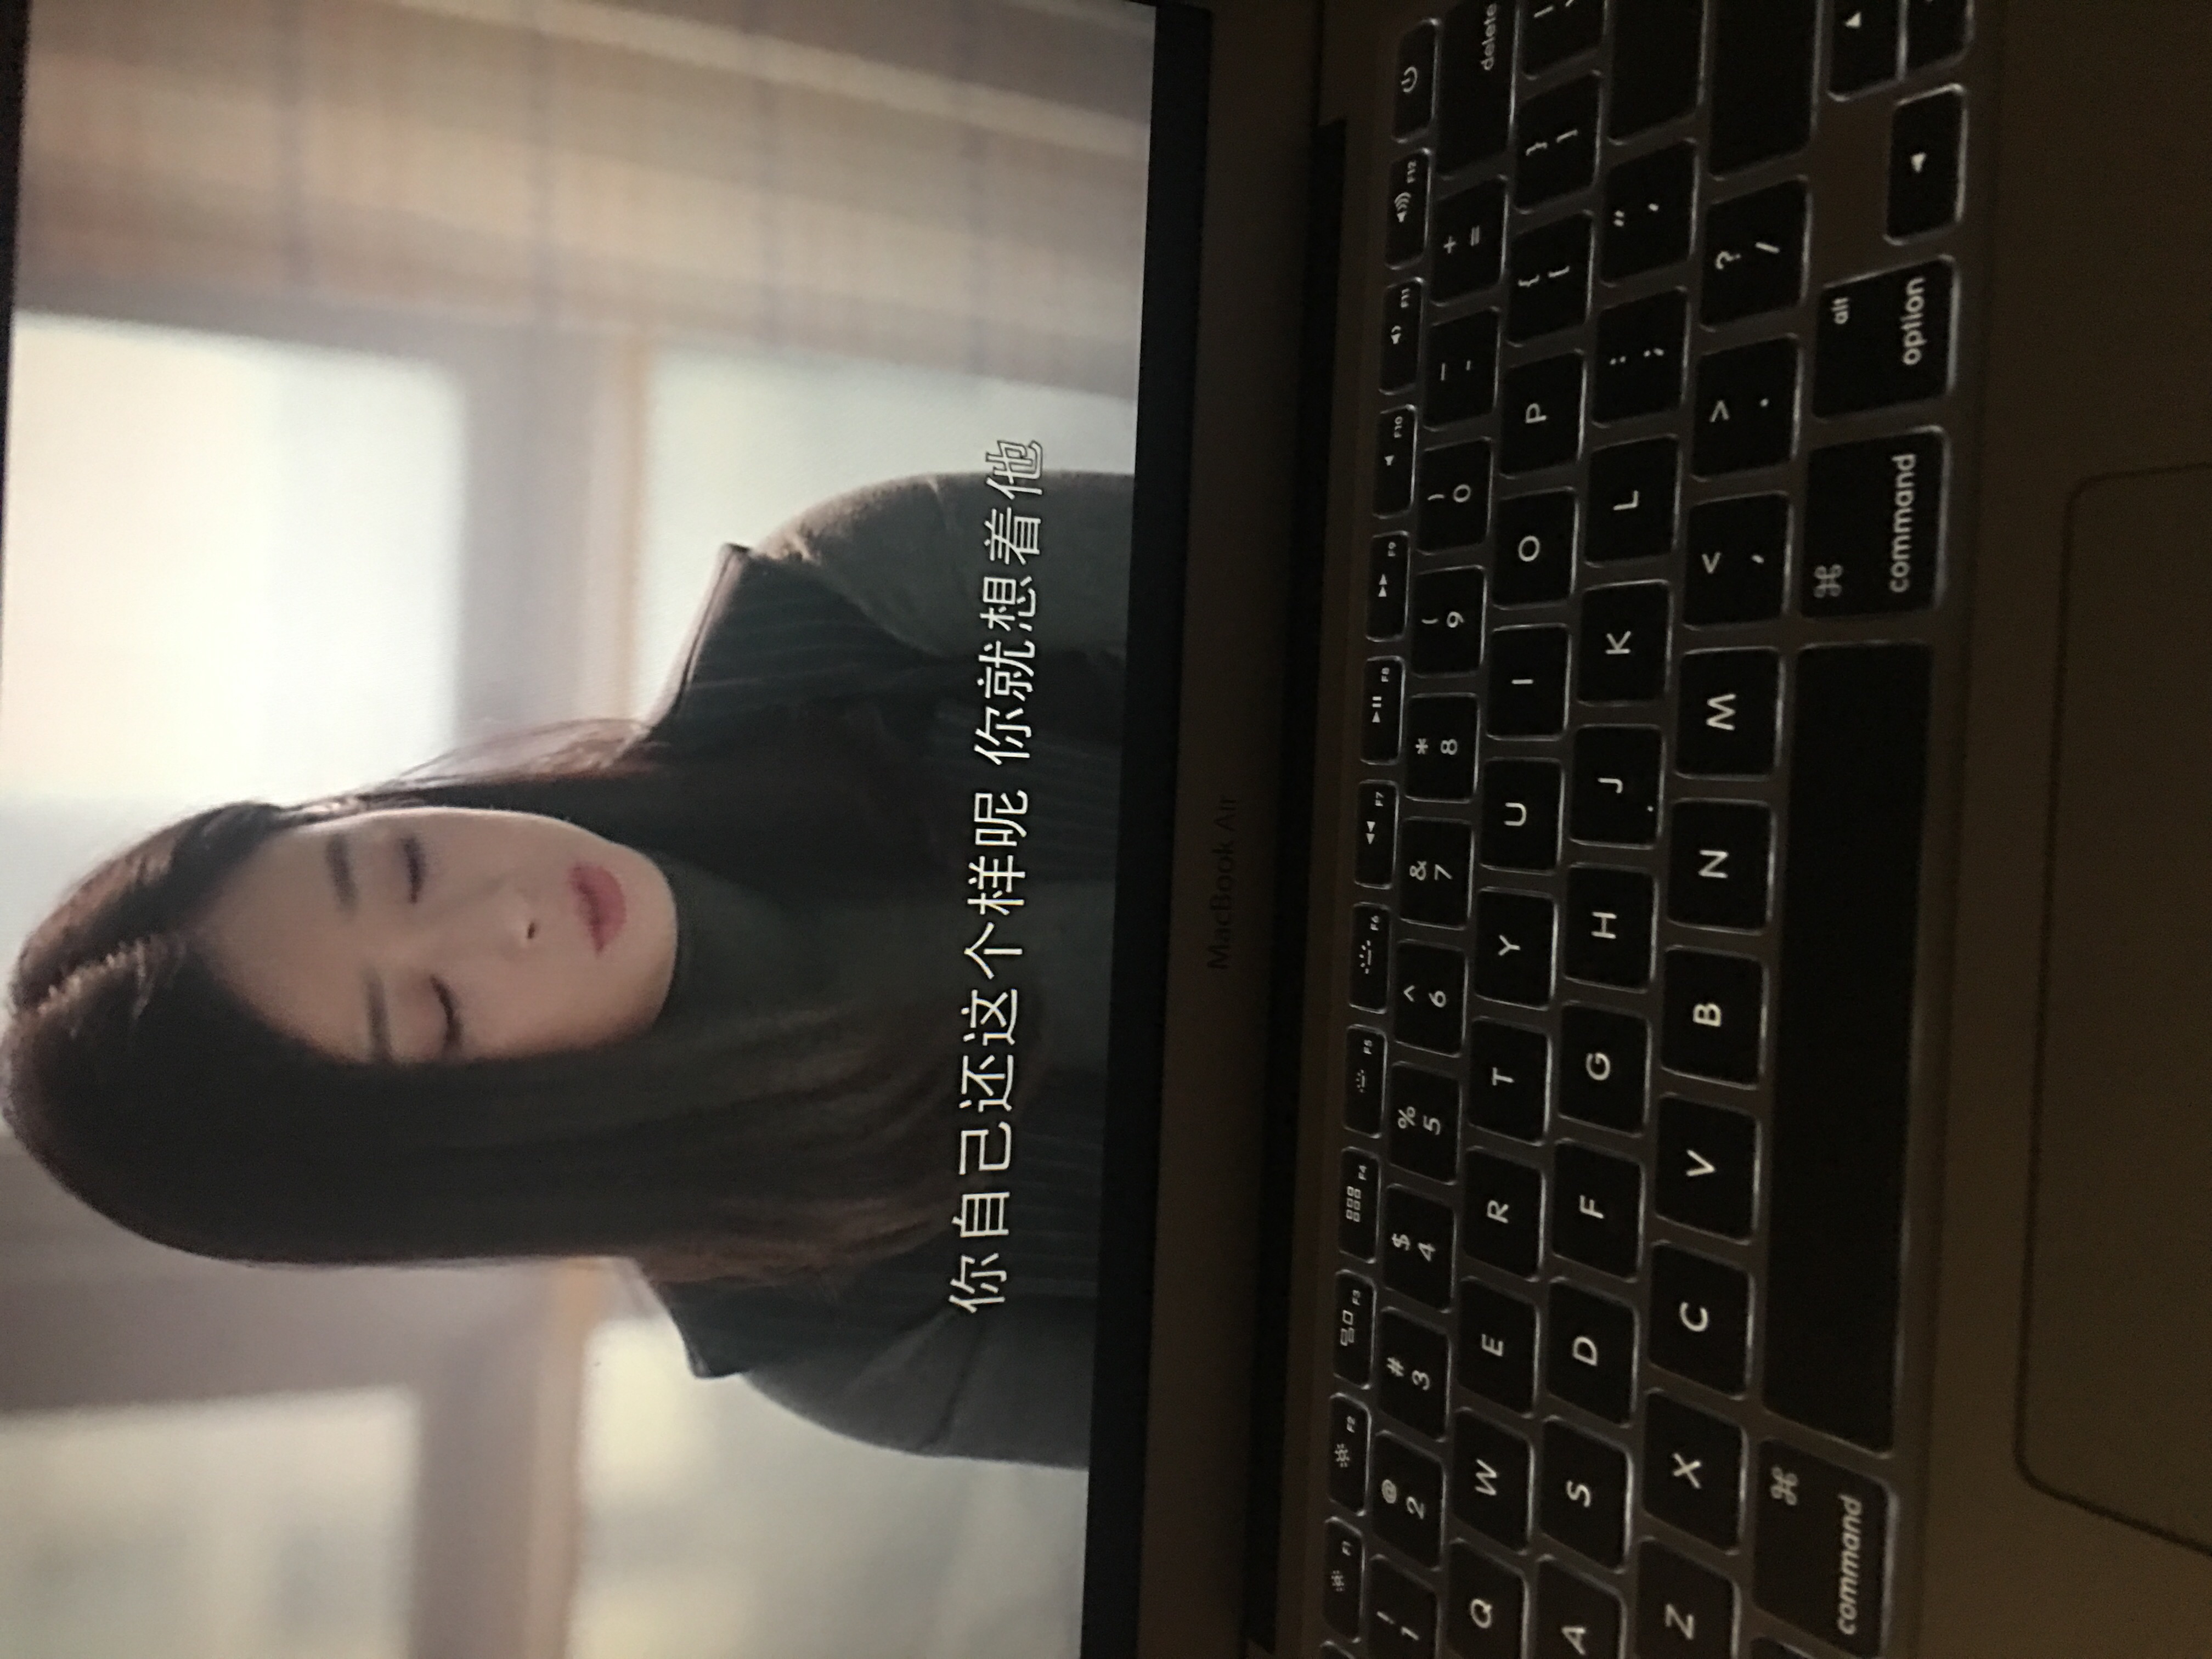 你自己还这个样呢 你就想着他
MacBook Air
F1 F2 F3 F4 F5 F6 F7 F8 F9 F10 F11 F12
! @ # $ % ^ & * ( ) — +
1 2 3 4 5 6 7 8 9 0 - = delete
Q W E R T Y U I O P { [ } ]
A S D F G H J K L : ; " '
Z X C V B N M < , > . ? /
⌘ command ⌘ command alt option